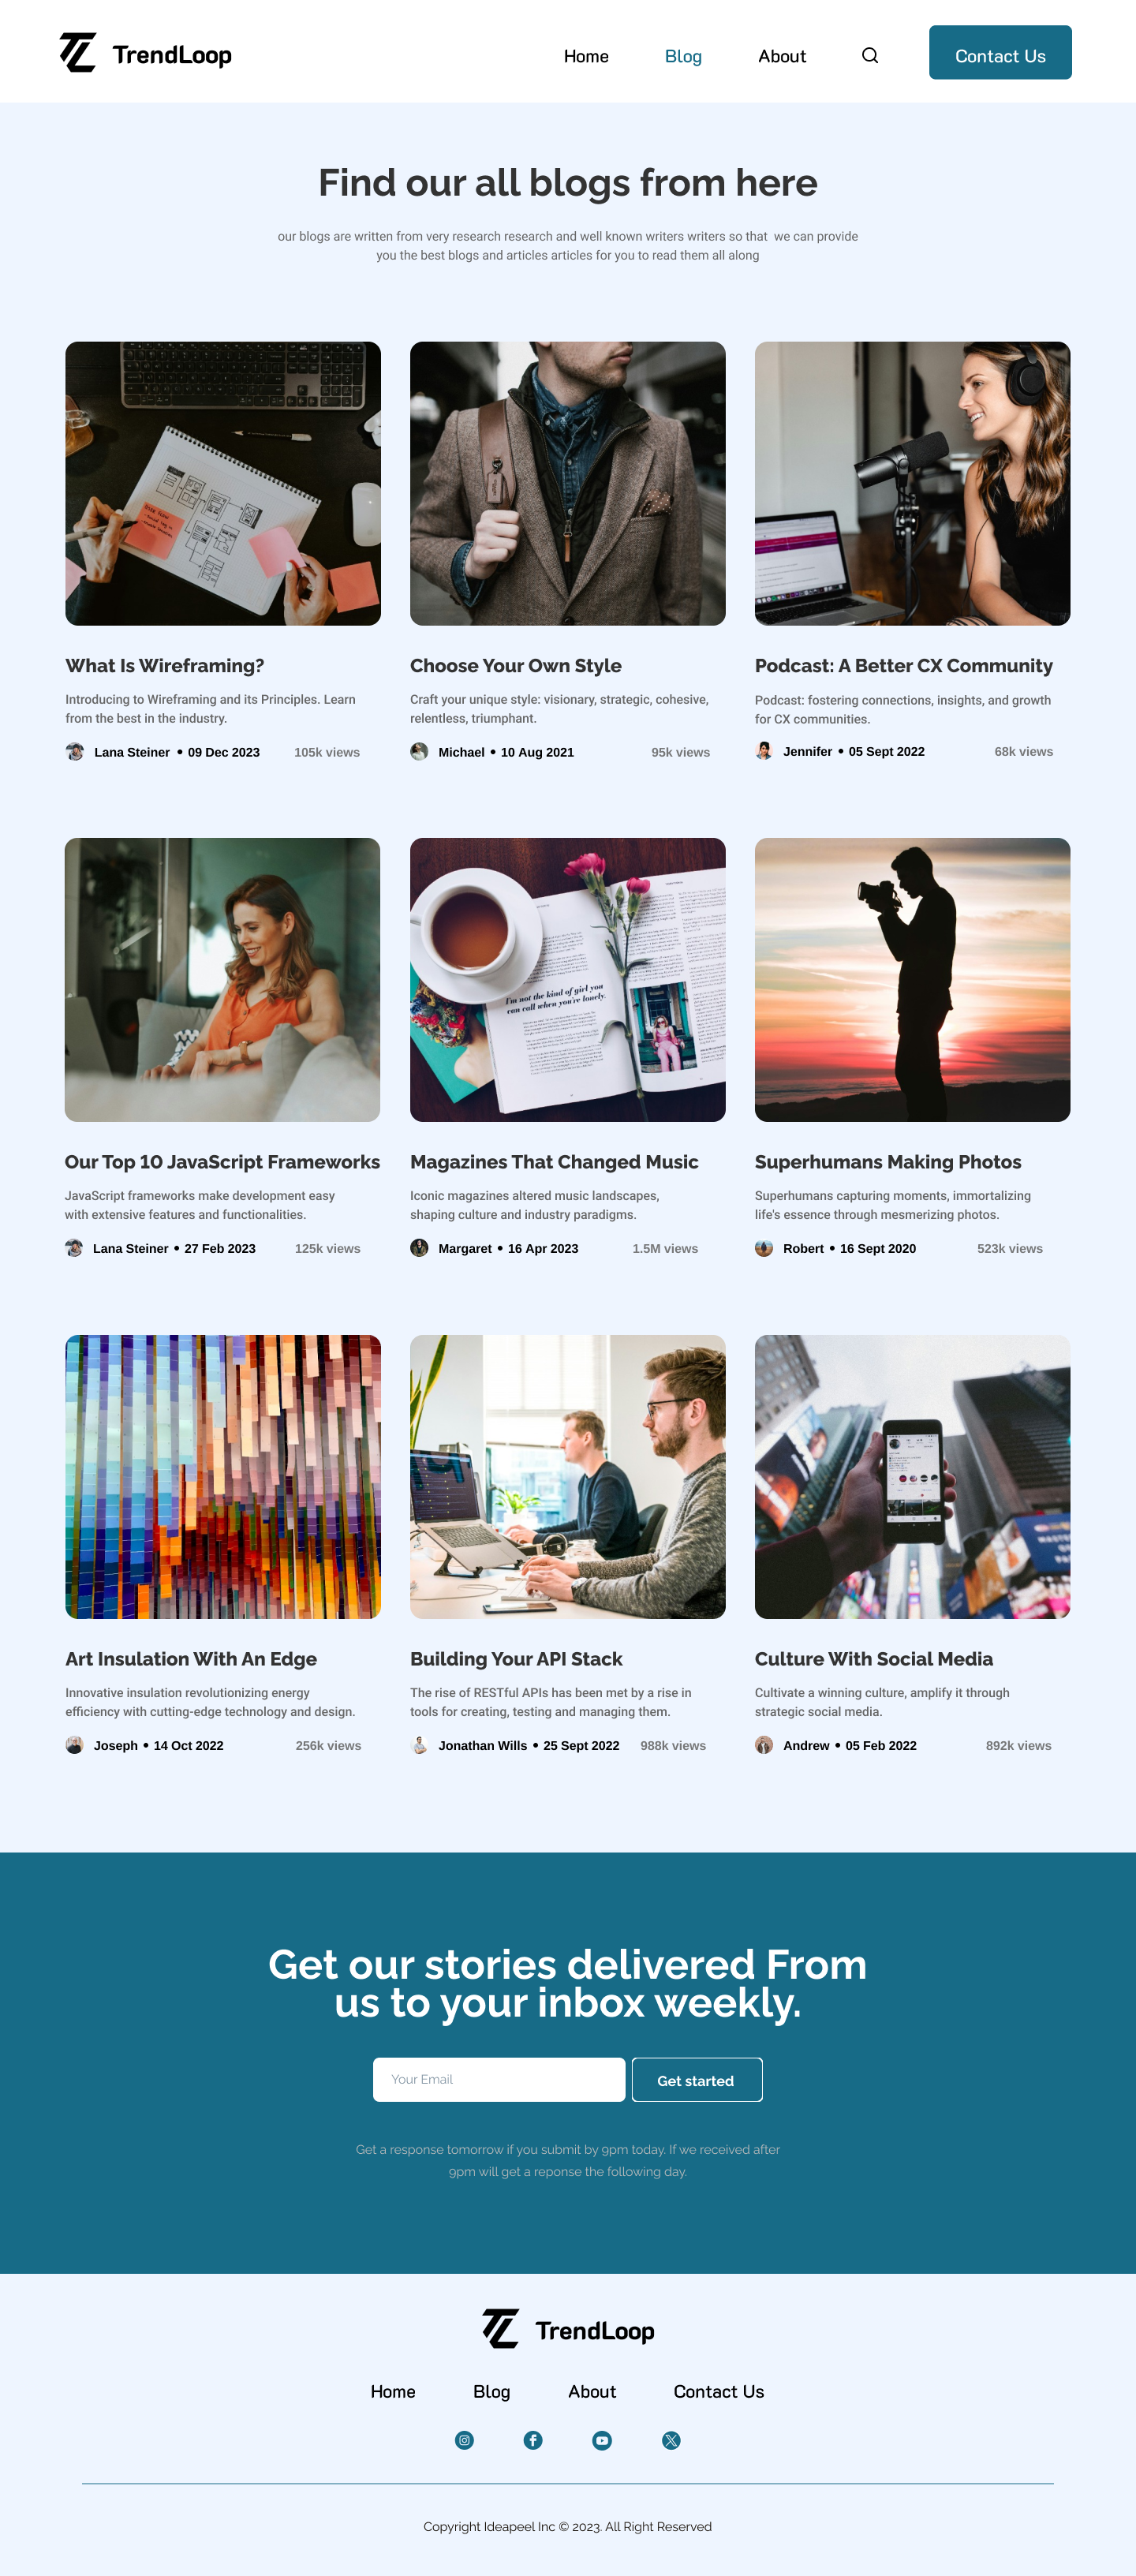 TrendLoop
Home
Blog
About
Contact Us
Find our all blogs from here
our blogs are written from very research research and well known writers writers so that we can provide
you the best blogs and articles articles for you to read them all along
What Is Wireframing?
Introducing to Wireframing and its Principles. Learn
from the best in the industry.
Lana Steiner • 09 Dec 2023
105k views
Choose Your Own Style
Craft your unique style: visionary, strategic, cohesive,
relentless, triumphant.
Michael • 10 Aug 2021
95k views
Podcast: A Better CX Community
Podcast: fostering connections, insights, and growth
for CX communities.
Jennifer • 05 Sept 2022
68k views
I'm not the kind of girl you
can call when you're lonely.
Our Top 10 JavaScript Frameworks
JavaScript frameworks make development easy
with extensive features and functionalities.
Lana Steiner • 27 Feb 2023
125k views
Magazines That Changed Music
Iconic magazines altered music landscapes,
shaping culture and industry paradigms.
Margaret • 16 Apr 2023
1.5M views
Superhumans Making Photos
Superhumans capturing moments, immortalizing
life's essence through mesmerizing photos.
Robert • 16 Sept 2020
523k views
Art Insulation With An Edge
Innovative insulation revolutionizing energy
efficiency with cutting-edge technology and design.
Joseph • 14 Oct 2022
256k views
Building Your API Stack
The rise of RESTful APIs has been met by a rise in
tools for creating, testing and managing them.
Jonathan Wills • 25 Sept 2022
988k views
Culture With Social Media
Cultivate a winning culture, amplify it through
strategic social media.
Andrew • 05 Feb 2022
892k views
Get our stories delivered From
us to your inbox weekly.
Your Email
Get started
Get a response tomorrow if you submit by 9pm today. If we received after
9pm will get a reponse the following day.
TrendLoop
Home
Blog
About
Contact Us
Copyright Ideapeel Inc © 2023. All Right Reserved